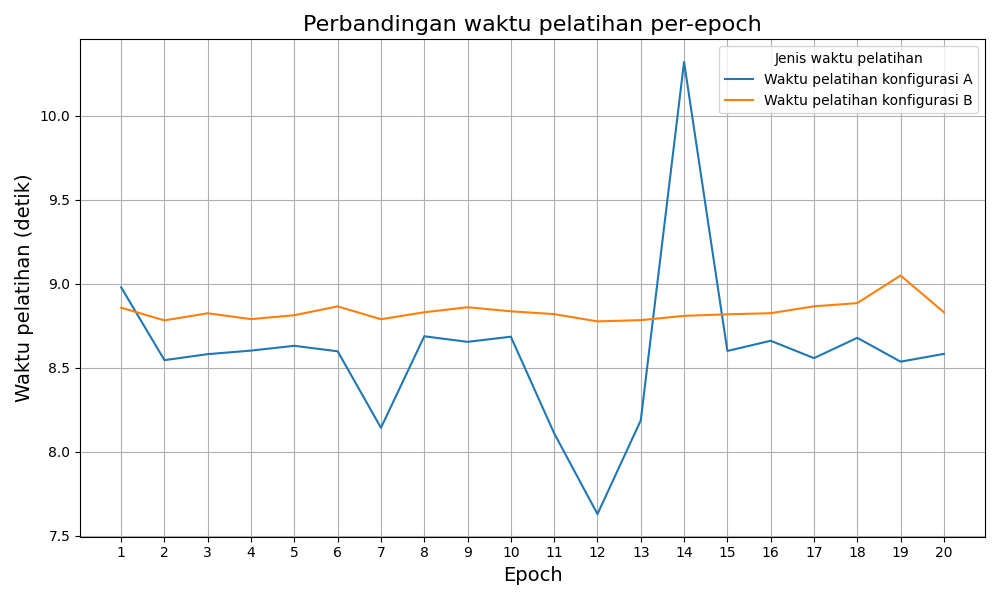 Perbandingan waktu pelatihan per-epoch
Jenis waktu pelatihan
Waktu pelatihan konfigurasi A
Waktu pelatihan konfigurasi B
Waktu pelatihan (detik)
10.0
9.5
9.0
8.5
8.0
7.5
1 2 3 4 5 6 7 8 9 10 11 12 13 14 15 16 17 18 19 20
Epoch